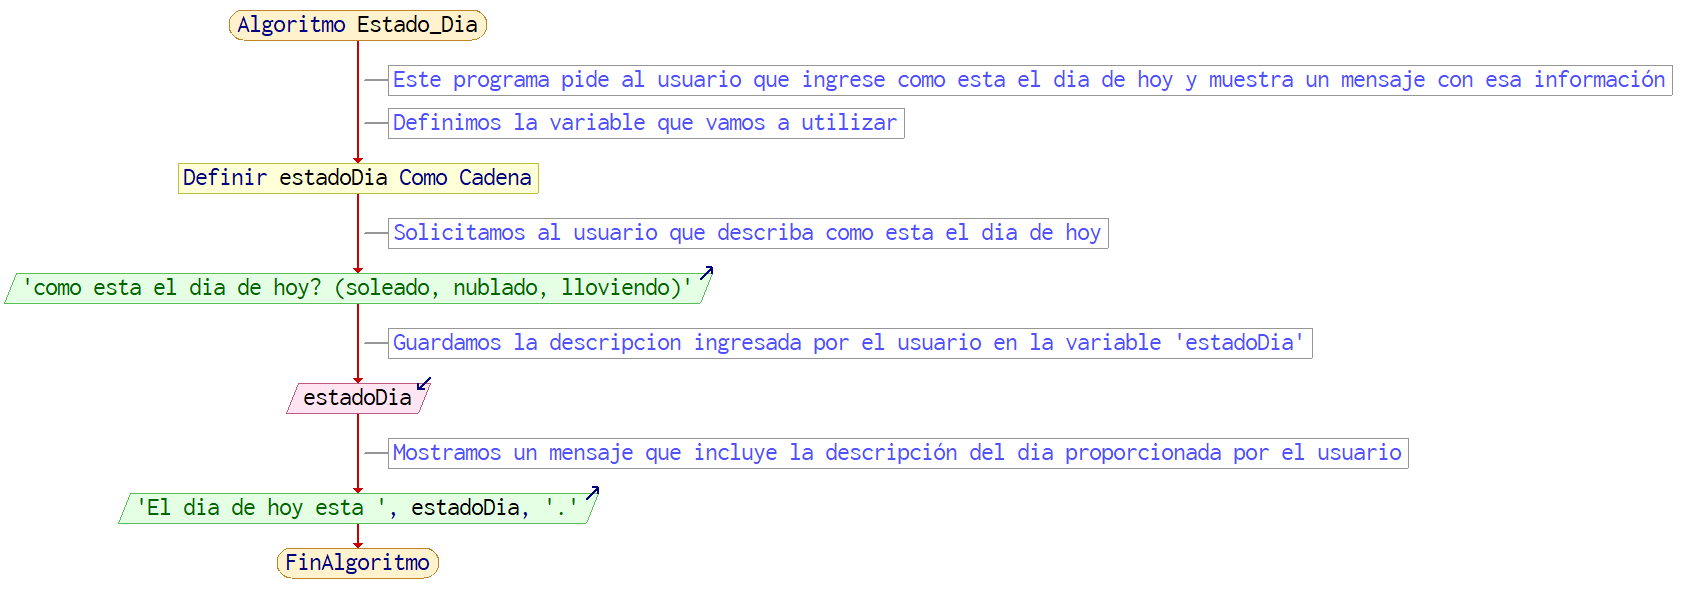 Algoritmo Estado_Dia
Este programa pide al usuario que ingrese como esta el dia de hoy y muestra un mensaje con esa información
Definimos la variable que vamos a utilizar
Definir estadoDia Como Cadena
Solicitamos al usuario que describa como esta el dia de hoy
'como esta el dia de hoy? (soleado, nublado, lloviendo)'
Guardamos la descripcion ingresada por el usuario en la variable 'estadoDia'
estadoDia
Mostramos un mensaje que incluye la descripción del dia proporcionada por el usuario
'El dia de hoy esta ', estadoDia, '.'
FinAlgoritmo